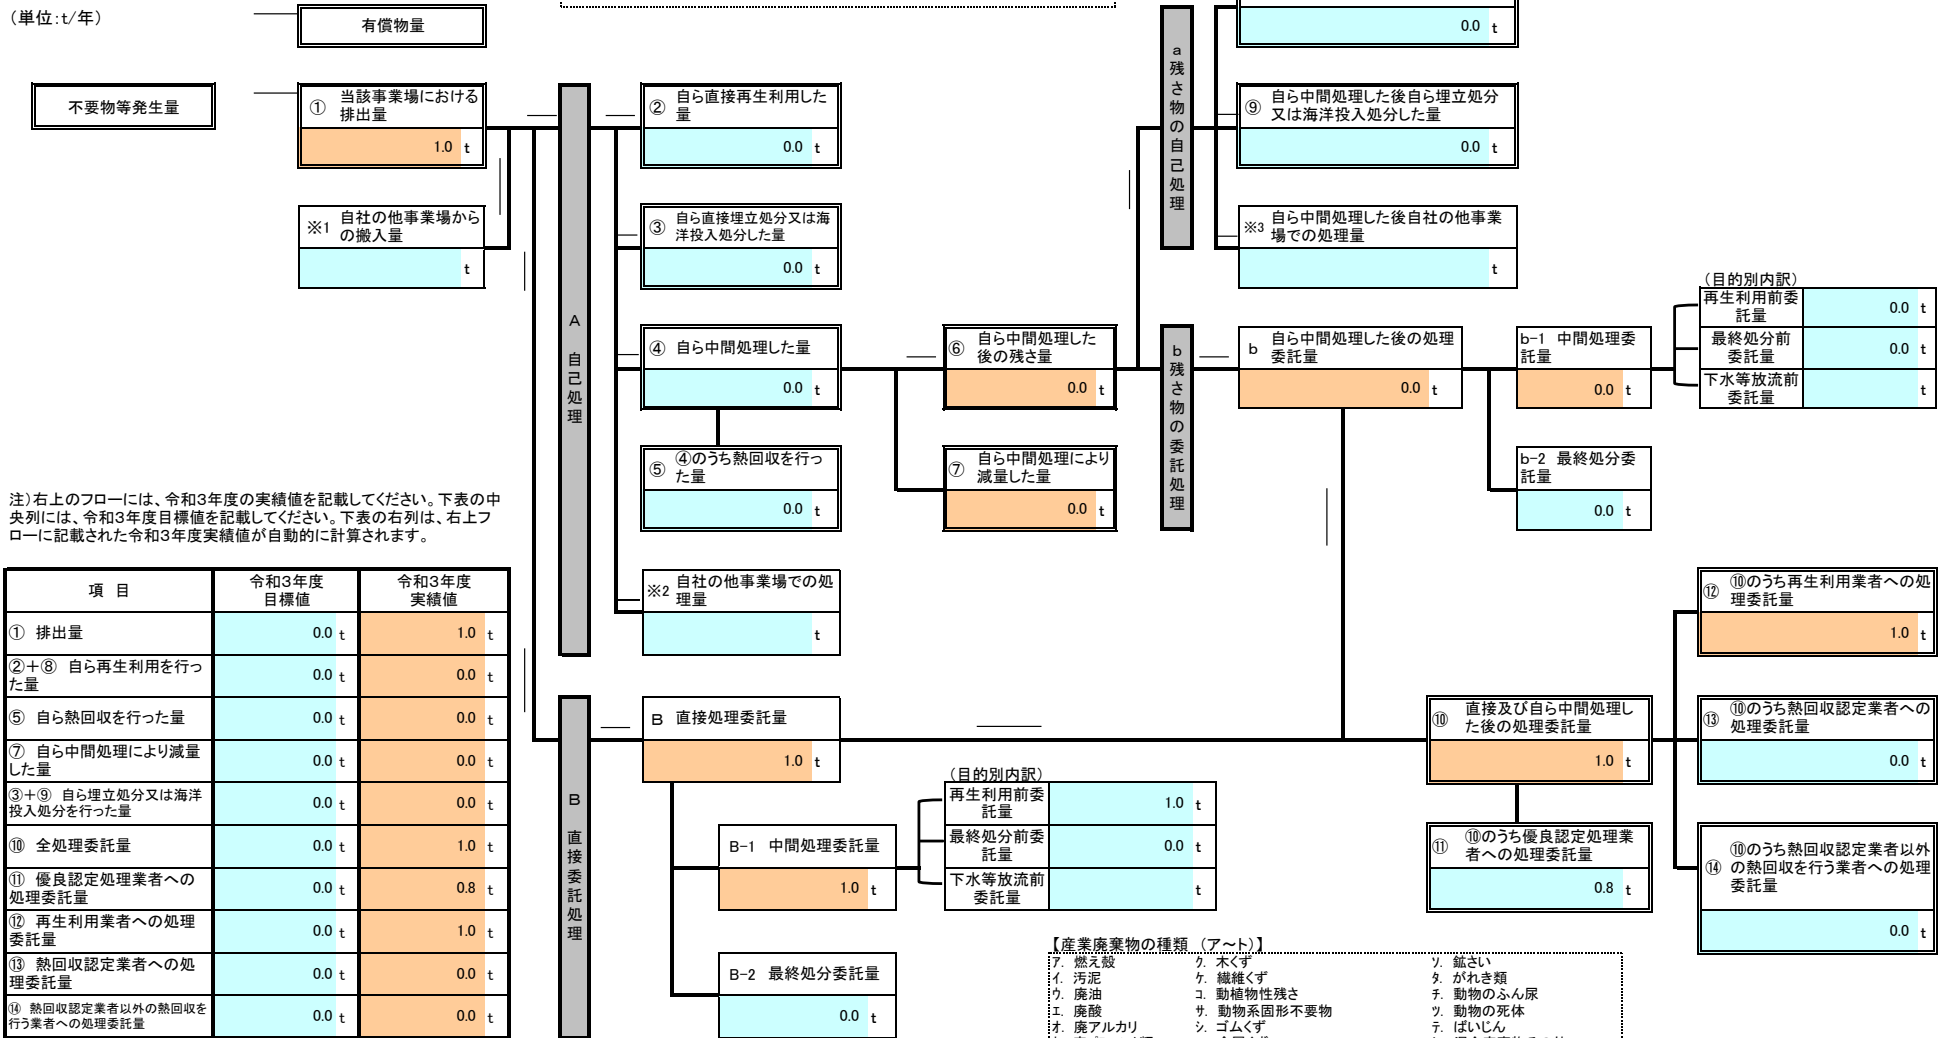 (単位:t/年)
有償物量
不要物等発生量
① 当該事業場における
排出量
1.0 t
※1 自社の他事業場から
の搬入量
t
A 自己処理
② 自ら直接再生利用した
量
0.0 t
③ 自ら直接埋立処分又は海
洋投入処分した量
0.0 t
④ 自ら中間処理した量
0.0 t
⑤ ④のうち熱回収を行っ
た量
0.0 t
※2 自社の他事業場での処
理量
t
⑥ 自ら中間処理した
後の残さ量
0.0 t
⑦ 自ら中間処理により
減量した量
0.0 t
a 残さ物の自己処理
0.0 t
⑨ 自ら中間処理した後自ら埋立処分
又は海洋投入処分した量
0.0 t
※3 自ら中間処理した後自社の他事業
場での処理量
t
b 残さ物の委託処理
b 自ら中間処理した後の処理
委託量
0.0 t
b-1 中間処理委
託量
0.0 t
b-2 最終処分委
託量
0.0 t
(目的別内訳)
再生利用前委
託量
0.0 t
最終処分前
委託量
0.0 t
下水等放流前
委託量
t
注)右上のフローには、令和3年度の実績値を記載してください。下表の中
央列には、令和3年度目標値を記載してください。下表の右列は、右上フ
ローに記載された令和3年度実績値が自動的に計算されます。
項 目 令和3年度
目標値 令和3年度
実績値
① 排出量 0.0 t 1.0 t
②+⑧ 自ら再生利用を行っ
た量 0.0 t 0.0 t
⑤ 自ら熱回収を行った量 0.0 t 0.0 t
⑦ 自ら中間処理により減量
した量 0.0 t 0.0 t
③+⑨ 自ら埋立処分又は海洋
投入処分を行った量 0.0 t 0.0 t
⑩ 全処理委託量 0.0 t 1.0 t
⑪ 優良認定処理業者への
処理委託量 0.0 t 0.8 t
⑫ 再生利用業者への処理
委託量 0.0 t 1.0 t
⑬ 熱回収認定業者への処
理委託量 0.0 t 0.0 t
⑭ 熱回収認定業者以外の熱回収を
行う業者への処理委託量 0.0 t 0.0 t
B 直接委託処理
B 直接処理委託量
1.0 t
B-1 中間処理委託量
1.0 t
B-2 最終処分委託量
0.0 t
(目的別内訳)
再生利用前委
託量
1.0 t
最終処分前委
託量
0.0 t
下水等放流前
委託量
t
⑩ 直接及び自ら中間処理し
た後の処理委託量
1.0 t
⑪ ⑩のうち優良認定処理業
者への処理委託量
0.8 t
⑫ ⑩のうち再生利用業者への処
理委託量
1.0 t
⑬ ⑩のうち熱回収認定業者への
処理委託量
0.0 t
⑭ ⑩のうち熱回収認定業者以外
の熱回収を行う業者への処理
委託量
0.0 t
【産業廃棄物の種類 (ア~ト)】
ア. 燃え殻 ク. 木くず ソ. 鉱さい
イ. 汚泥 ケ. 繊維くず タ. がれき類
ウ. 廃油 コ. 動植物性残さ チ. 動物のふん尿
エ. 廃酸 サ. 動物系固形不要物 ツ. 動物の死体
オ. 廃アルカリ シ. ゴムくず テ. ばいじん